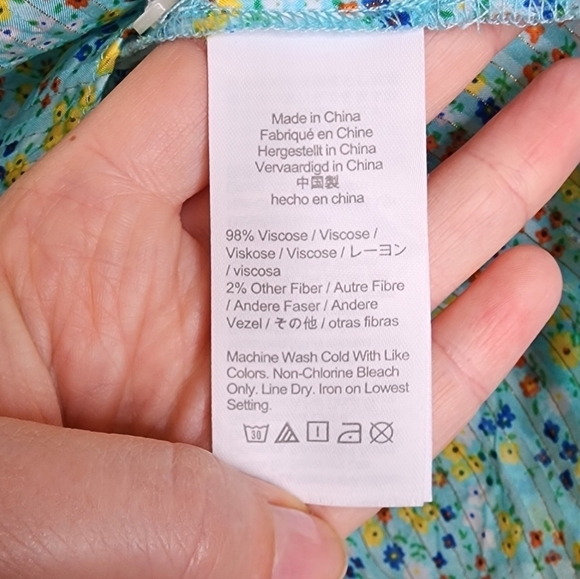 Made in China
Fabriqué en Chine
Hergestellt in China
Vervaardigd in China
中国製
hecho en china
98% Viscose / Viscose /
Viskose / Viscose / レーヨン
/ viscosa
2% Other Fiber / Autre Fibre
/ Andere Faser / Andere
Vezel / その他 / otras fibras
Machine Wash Cold With Like
Colors. Non-Chlorine Bleach
Only. Line Dry. Iron on Lowest
Setting.
30